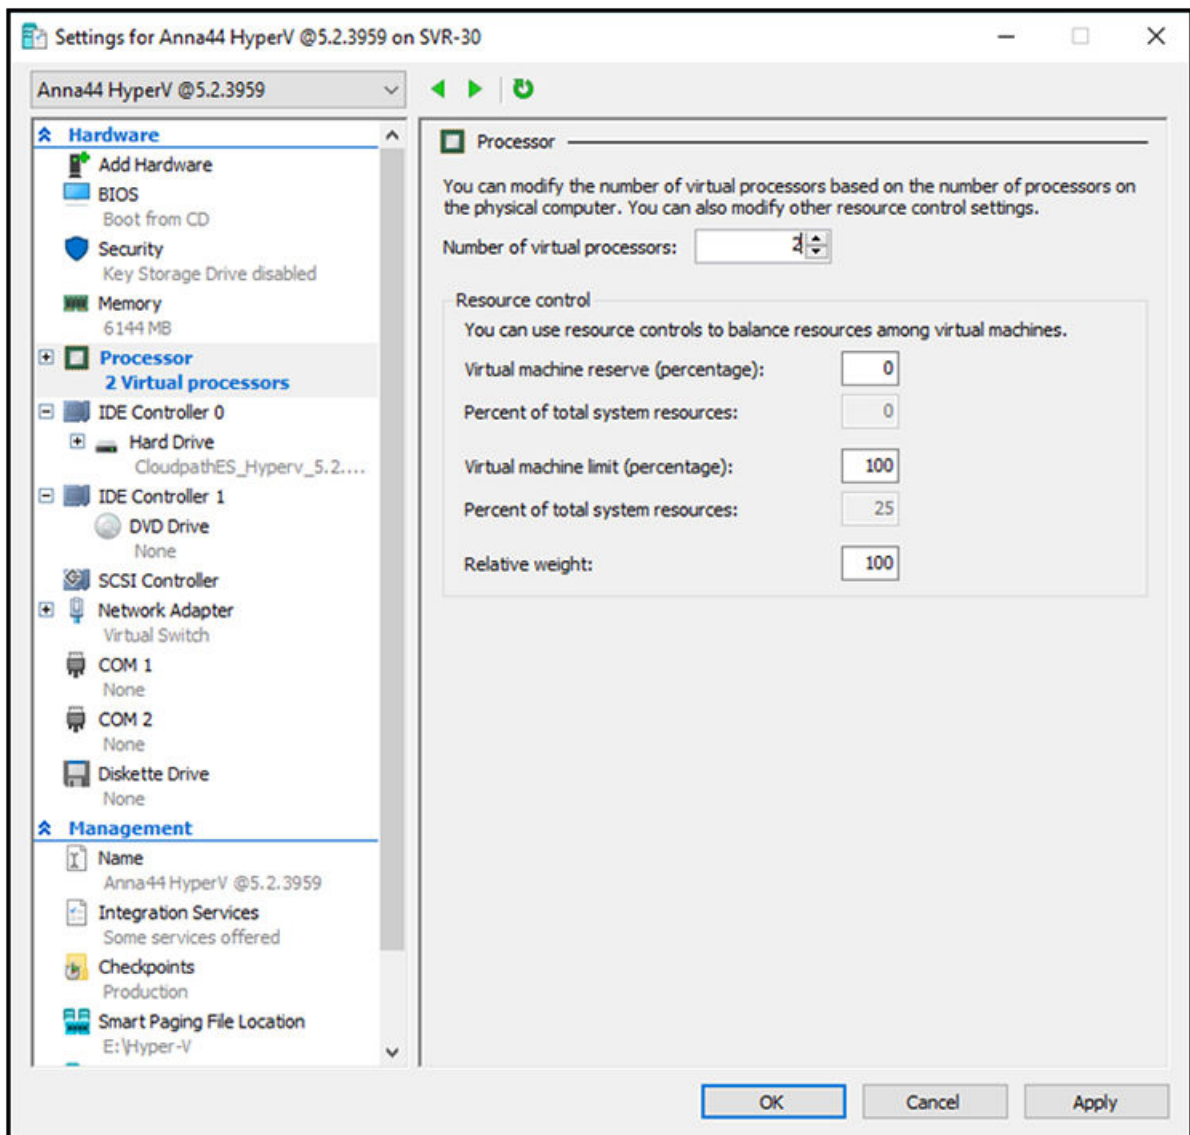 Settings for Anna44 HyperV @5.2.3959 on SVR-30
Anna44 HyperV @5.2.3959
Hardware
Add Hardware
BIOS
Boot from CD
Security
Key Storage Drive disabled
Memory
6144 MB
Processor
2 Virtual processors
IDE Controller 0
Hard Drive
CloudpathES_Hyperv_5.2....
IDE Controller 1
DVD Drive
None
SCSI Controller
Network Adapter
Virtual Switch
COM 1
None
COM 2
None
Diskette Drive
None
Management
Name
Anna44 HyperV @5.2.3959
Integration Services
Some services offered
Checkpoints
Production
Smart Paging File Location
E:\Hyper-V
Processor
You can modify the number of virtual processors based on the number of processors on
the physical computer. You can also modify other resource control settings.
Number of virtual processors: 2
Resource control
You can use resource controls to balance resources among virtual machines.
Virtual machine reserve (percentage): 0
Percent of total system resources: 0
Virtual machine limit (percentage): 100
Percent of total system resources: 25
Relative weight: 100
OK Cancel Apply